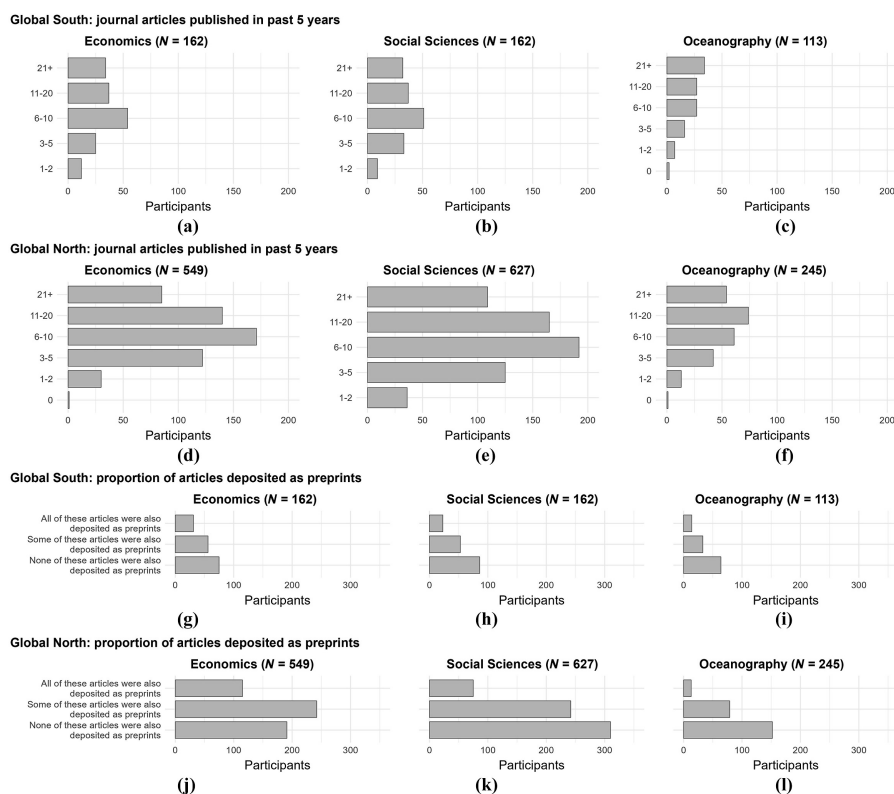 Global South: journal articles published in past 5 years
Economics (N = 162)
Social Sciences (N = 162)
Oceanography (N = 113)
21+
11-20
6-10
3-5
1-2
0 50 100 150 200
Participants
(a)
21+
11-20
6-10
3-5
1-2
0 50 100 150 200
Participants
(b)
21+
11-20
6-10
3-5
1-2
0
0 50 100 150 200
Participants
(c)
Global North: journal articles published in past 5 years
Economics (N = 549)
Social Sciences (N = 627)
Oceanography (N = 245)
21+
11-20
6-10
3-5
1-2
0
0 50 100 150 200
Participants
(d)
21+
11-20
6-10
3-5
1-2
0 50 100 150 200
Participants
(e)
21+
11-20
6-10
3-5
1-2
0
0 50 100 150 200
Participants
(f)
Global South: proportion of articles deposited as preprints
Economics (N = 162)
Social Sciences (N = 162)
Oceanography (N = 113)
All of these articles were also
deposited as preprints
Some of these articles were also
deposited as preprints
None of these articles were also
deposited as preprints
0 100 200 300
Participants
(g)
0 100 200 300
Participants
(h)
0 100 200 300
Participants
(i)
Global North: proportion of articles deposited as preprints
Economics (N = 549)
Social Sciences (N = 627)
Oceanography (N = 245)
All of these articles were also
deposited as preprints
Some of these articles were also
deposited as preprints
None of these articles were also
deposited as preprints
0 100 200 300
Participants
(j)
0 100 200 300
Participants
(k)
0 100 200 300
Participants
(l)